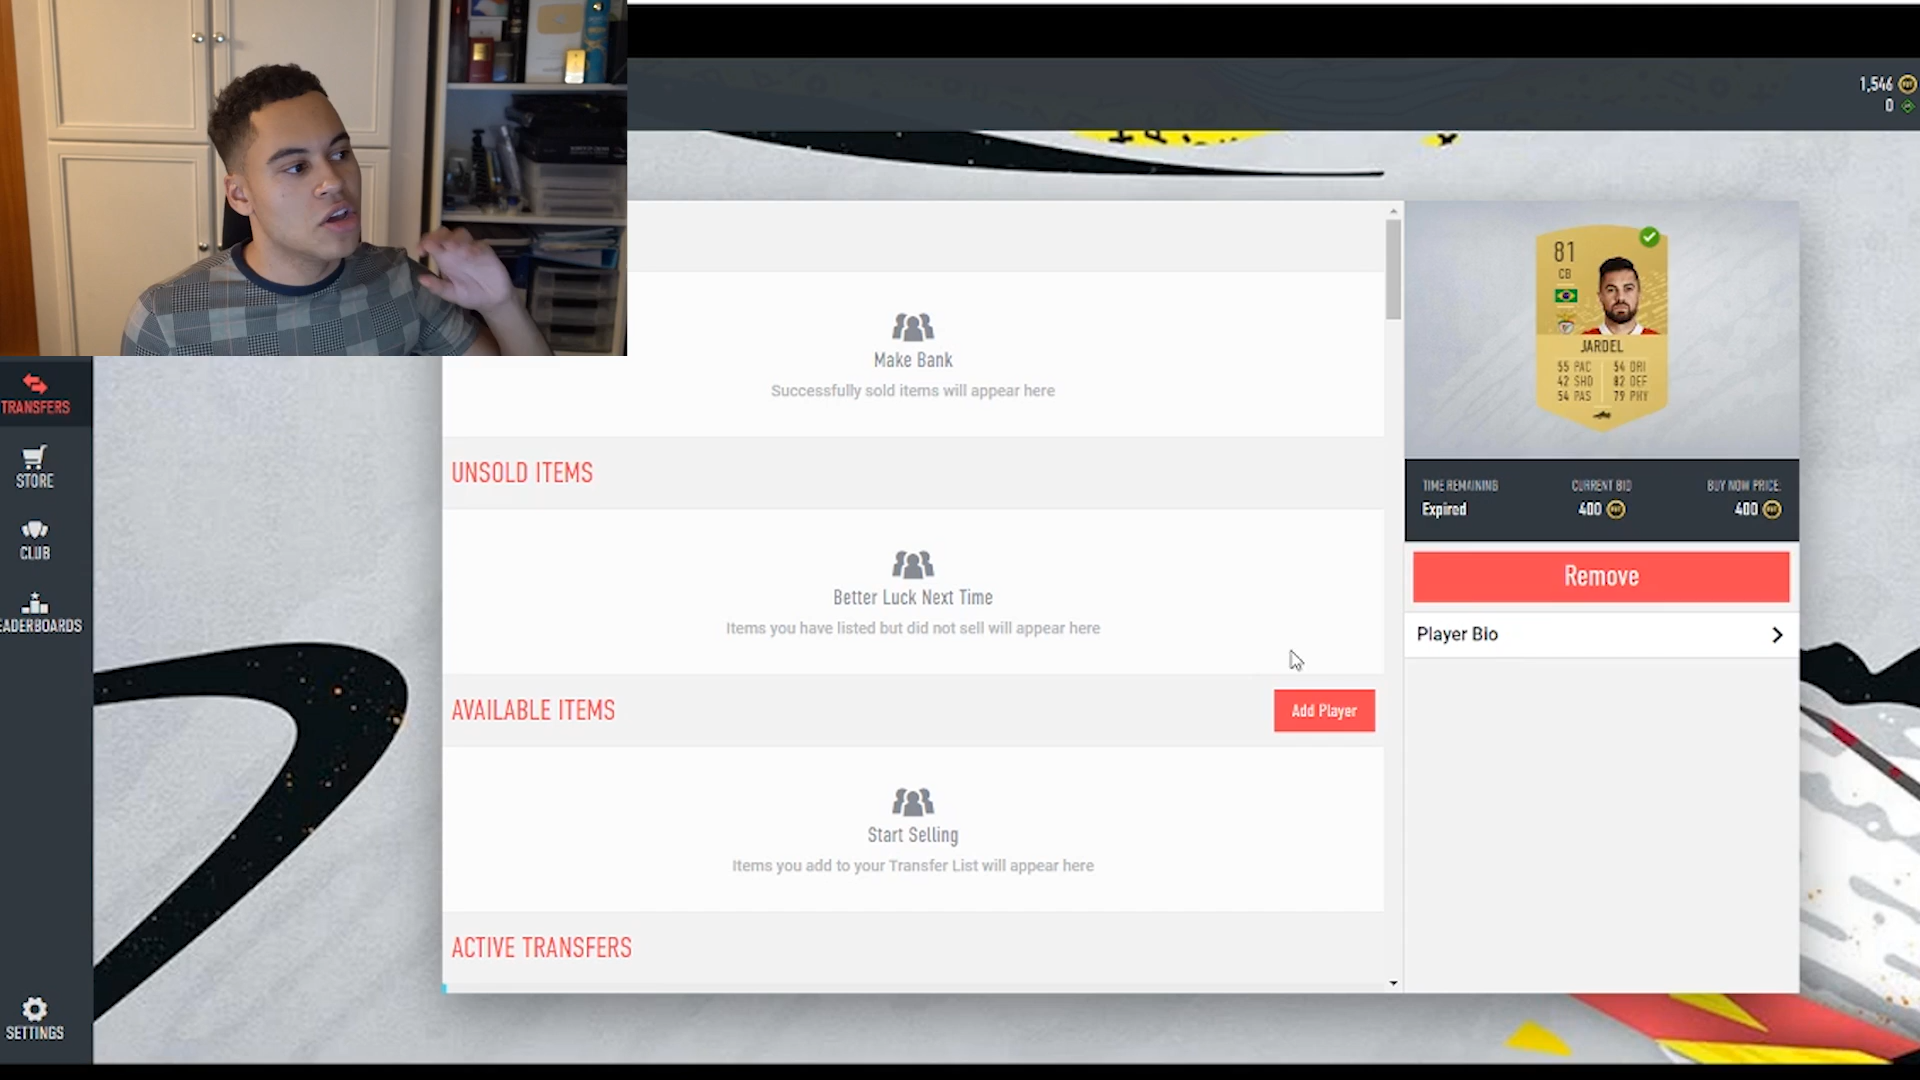 1,546
0
81
CB
JARDEL
55 PAC 54 DRI
42 SHO 82 DEF
54 PAS 79 PHY
Make Bank
Successfully sold items will appear here
TRANSFERS
UNSOLD ITEMS
STORE
TIME REMAINING CURRENT BID BUY NOW PRICE
Expired 400 400
CLUB
Remove
Better Luck Next Time
Items you have listed but did not sell will appear here
EADERBOARDS
Player Bio
AVAILABLE ITEMS
Add Player
Start Selling
Items you add to your Transfer List will appear here
ACTIVE TRANSFERS
SETTINGS